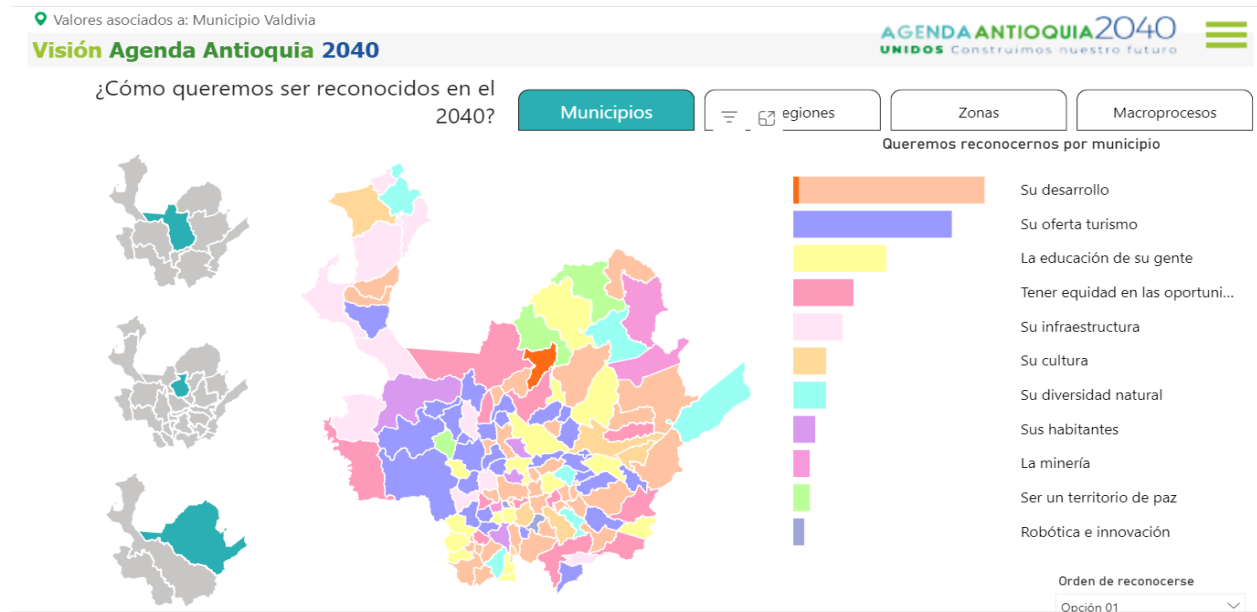 Valores asociados a: Municipio Valdivia
Visión Agenda Antioquia 2040
AGENDA ANTIOQUIA 2040
UNIDOS Construimos nuestro futuro
¿Cómo queremos ser reconocidos en el
2040?
Municipios
egiones
Zonas
Macroprocesos
Queremos reconocernos por municipio
Su desarrollo
Su oferta turismo
La educación de su gente
Tener equidad en las oportuni...
Su infraestructura
Su cultura
Su diversidad natural
Sus habitantes
La minería
Ser un territorio de paz
Robótica e innovación
Orden de reconocerse
Opción 01